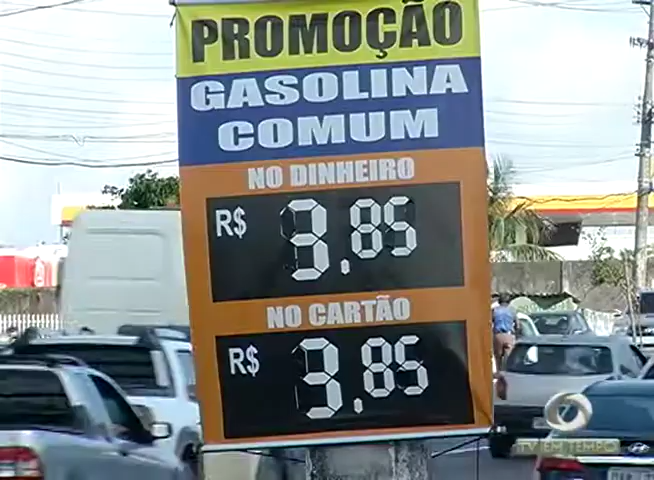 PROMOÇÃO
GASOLINA
COMUM
NO DINHEIRO
R$ 3.85
NO CARTÃO
R$ 3.85
TV EM TEMPO